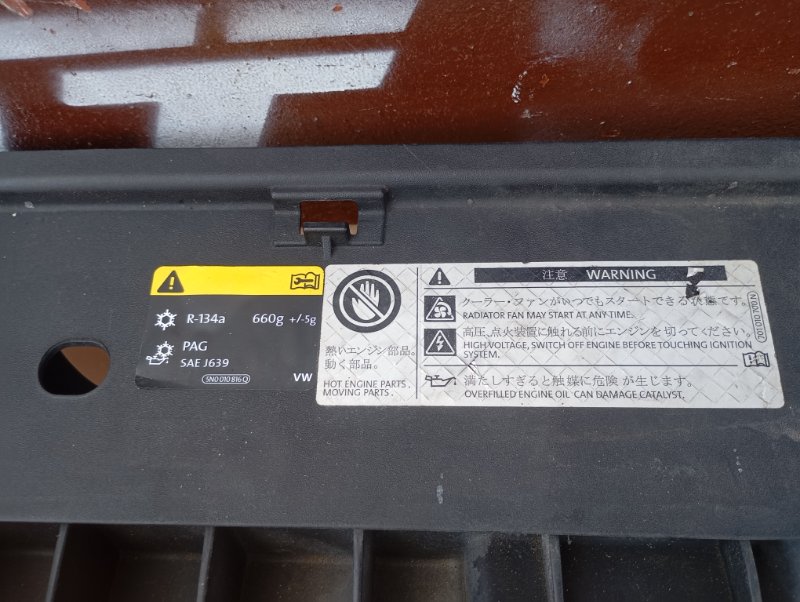 R-134a 660g +/-5g
PAG
SAE J639
5N0 010 816 Q
VW
熱いエンジン部品。
動く部品。
HOT ENGINE PARTS.
MOVING PARTS.
注意 WARNING
クーラー・ファンがいつでもスタートできる状態です。
RADIATOR FAN MAY START AT ANY TIME.
高圧、点火装置に触れる前にエンジンを切ってください。
HIGH VOLTAGE, SWITCH OFF ENGINE BEFORE TOUCHING IGNITION
SYSTEM.
満たしすぎると触媒に危険が生じます。
OVERFILLED ENGINE OIL CAN DAMAGE CATALYST.